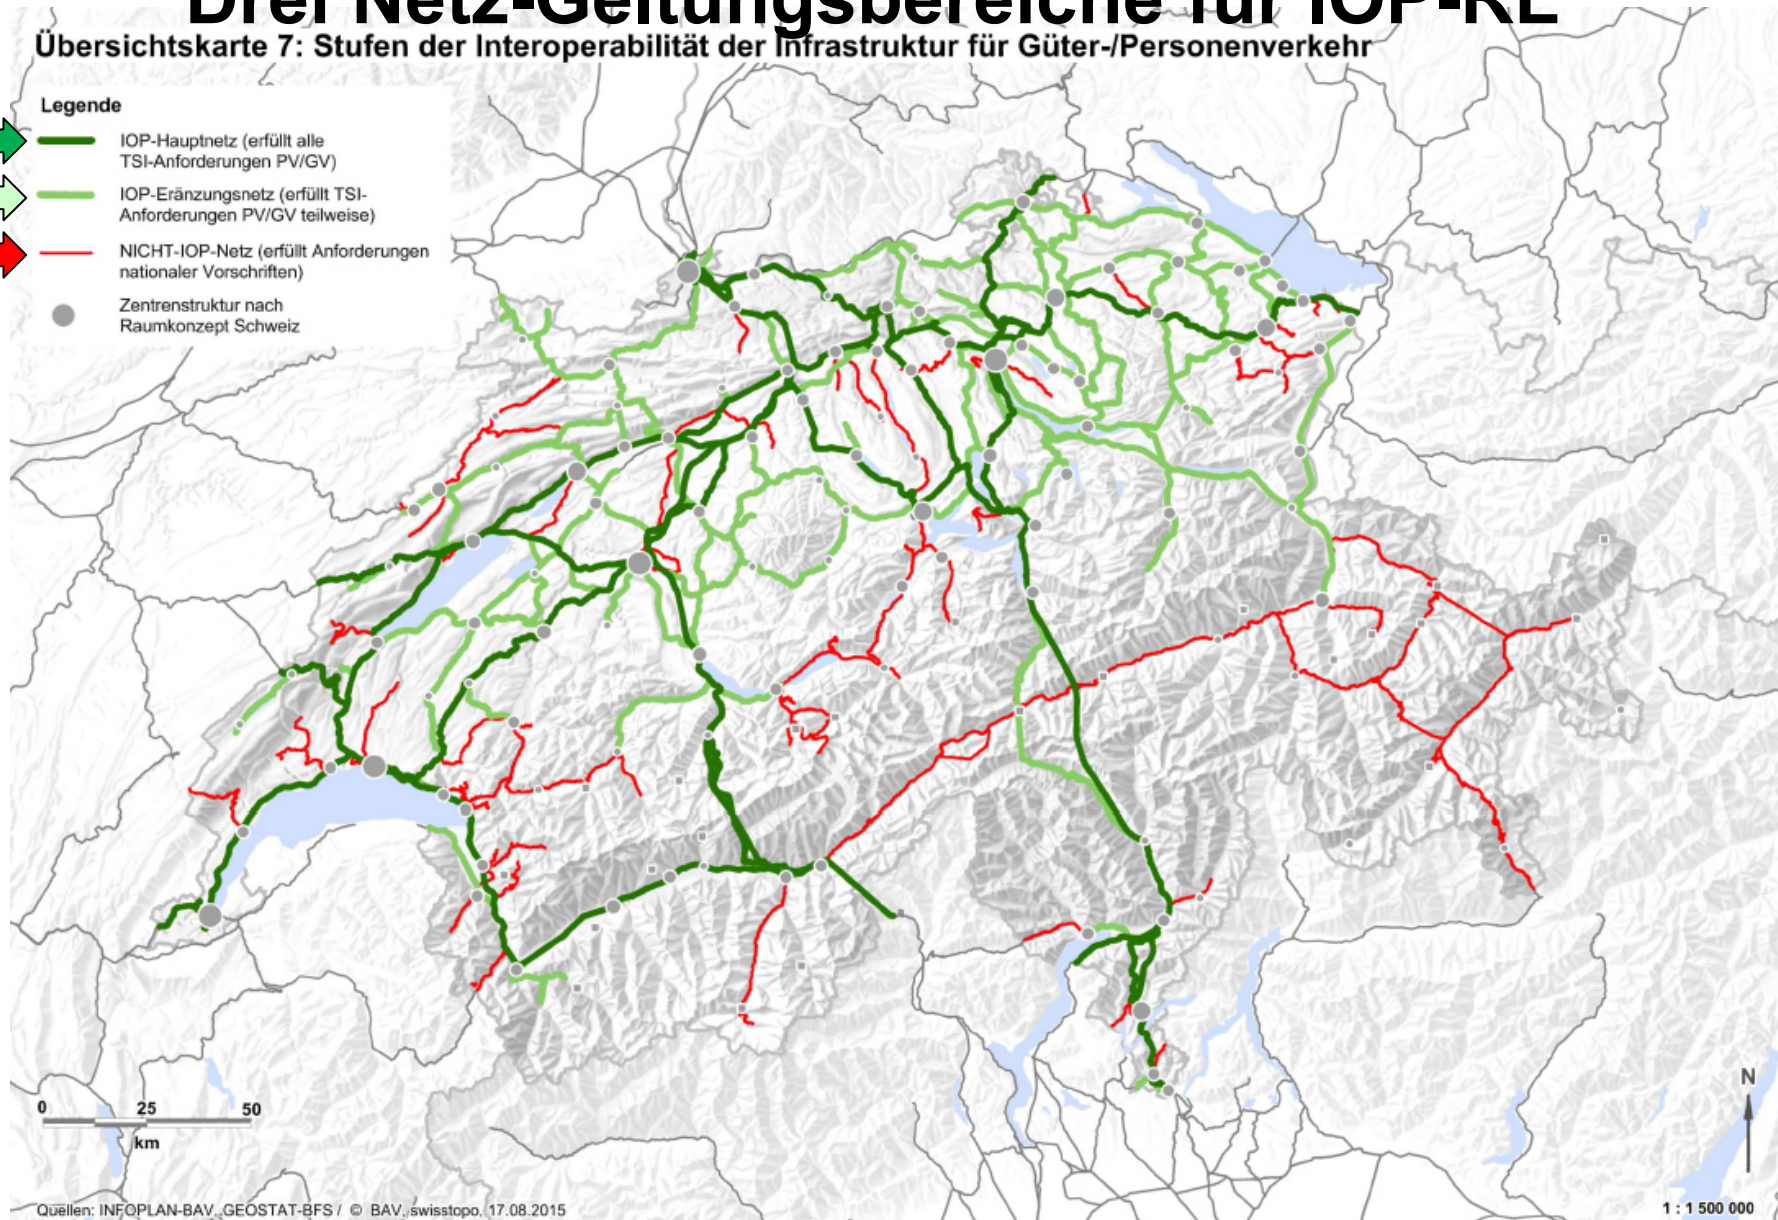 Drei Netz-Geltungsbereiche für IOP-RL
Übersichtskarte 7: Stufen der Interoperabilität der Infrastruktur für Güter-/Personenverkehr
Legende
IOP-Hauptnetz (erfüllt alle
TSI-Anforderungen PV/GV)
IOP-Eränzungsnetz (erfüllt TSI-
Anforderungen PV/GV teilweise)
NICHT-IOP-Netz (erfüllt Anforderungen
nationaler Vorschriften)
Zentrenstruktur nach
Raumkonzept Schweiz
0 25 50
km
N
Quellen: INFOPLAN-BAV, GEOSTAT-BFS / © BAV, swisstopo, 17.08.2015
1 : 1 500 000